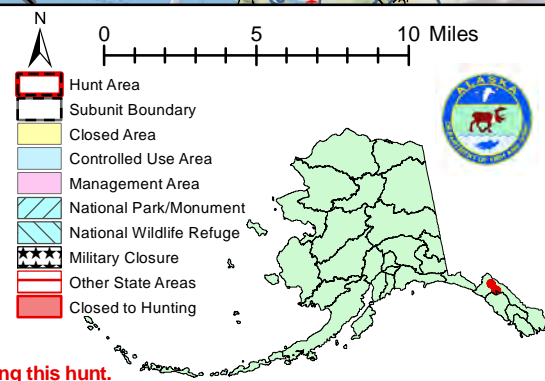 N
0 5 10 Miles
Hunt Area
Subunit Boundary
Closed Area
Controlled Use Area
Management Area
National Park/Monument
National Wildlife Refuge
Military Closure
Other State Areas
Closed to Hunting
ALASKA
ng this hunt.